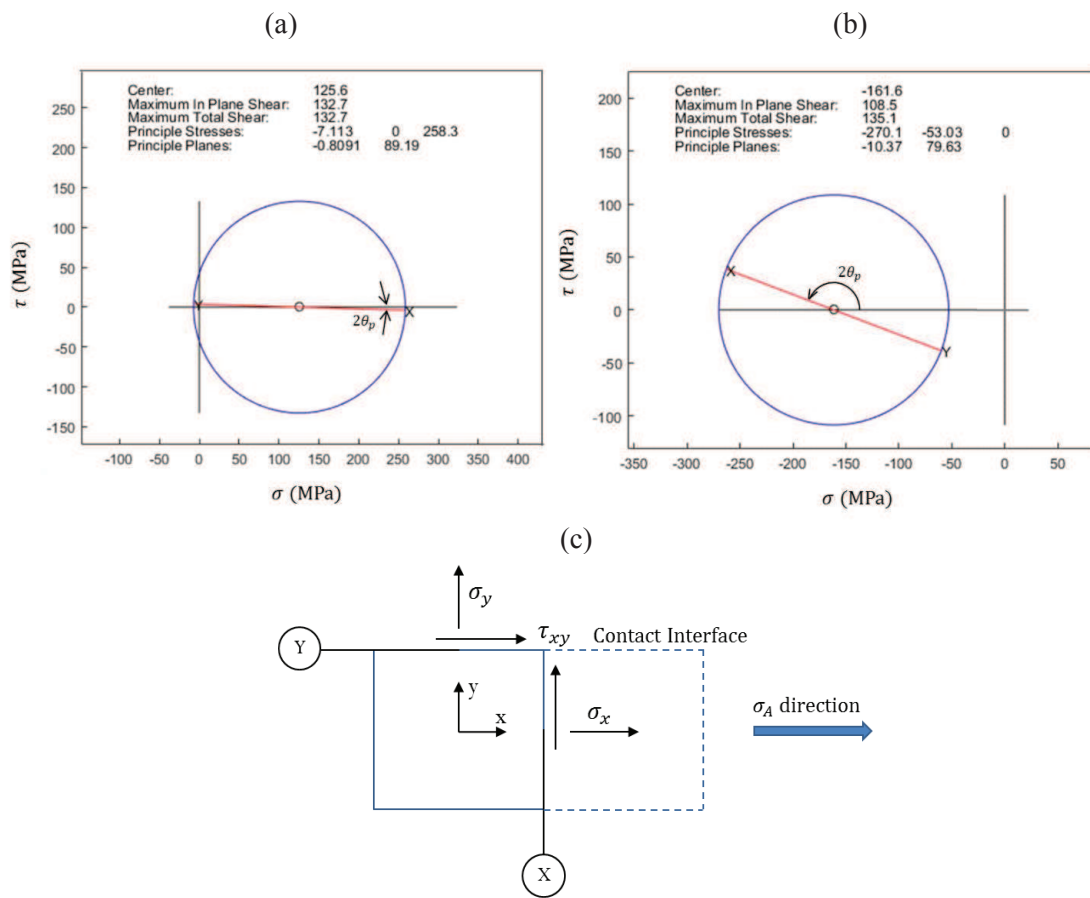 (a)
(b)
Center: 125.6
Maximum In Plane Shear: 132.7
Maximum Total Shear: 132.7
Principle Stresses: -7.113 0 258.3
Principle Planes: -0.8091 89.19
250
200
150
100
50
0
-50
-100
-150
τ (MPa)
Y
X
2θₚ
-100 -50 0 50 100 150 200 250 300 350 400
σ (MPa)
Center: -161.6
Maximum In Plane Shear: 108.5
Maximum Total Shear: 135.1
Principle Stresses: -270.1 -53.03 0
Principle Planes: -10.37 79.63
200
150
100
50
0
-50
-100
τ (MPa)
X
2θₚ
Y
-350 -300 -250 -200 -150 -100 -50 0 50
σ (MPa)
(c)
σ_y
Y
τ_xy Contact Interface
y
x
σ_x
σ_A direction
X